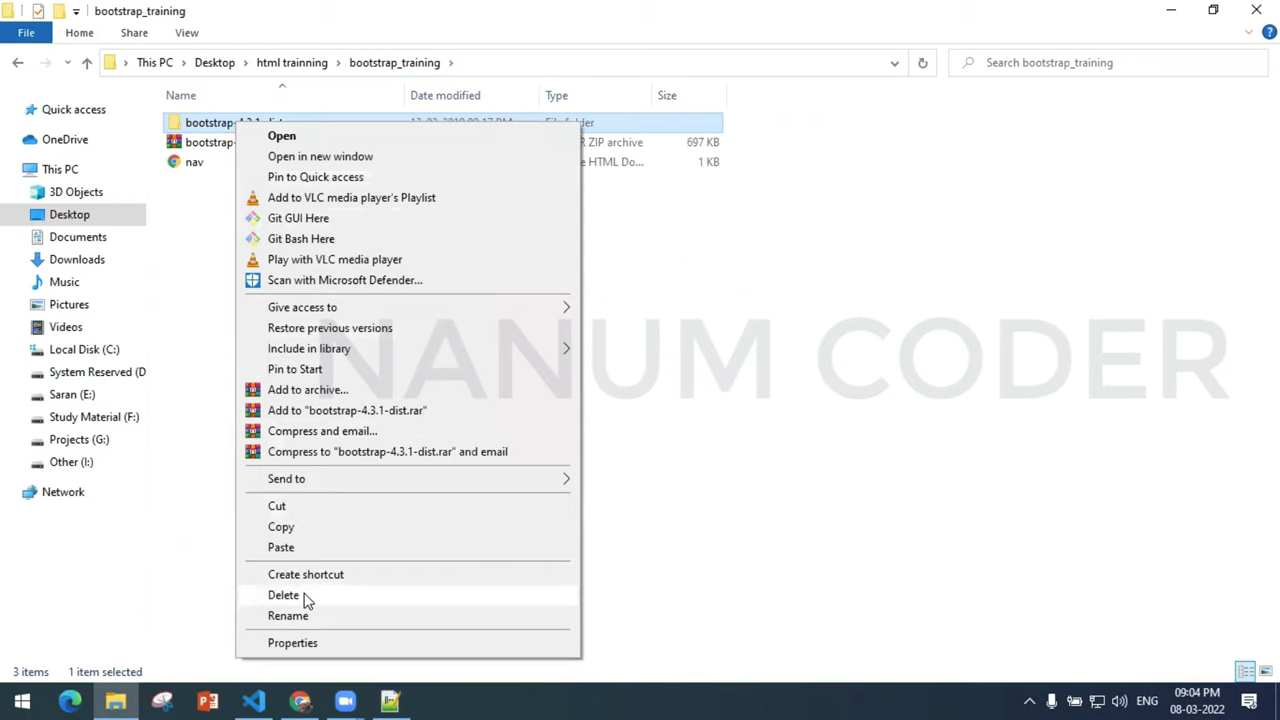 bootstrap_training
File Home Share View
This PC Desktop html trainning bootstrap_training
Search bootstrap_training
Name Date modified Type Size
Quick access
OneDrive
This PC
3D Objects
Desktop
Documents
Downloads
Music
Pictures
Videos
Local Disk (C:)
System Reserved (D
Saran (E:)
Study Material (F:)
Projects (G:)
Other (I:)
Network
bootstrap-
bootstrap- R ZIP archive 697 KB
nav e HTML Do... 1 KB
Open
Open in new window
Pin to Quick access
Add to VLC media player's Playlist
Git GUI Here
Git Bash Here
Play with VLC media player
Scan with Microsoft Defender...
Give access to
Restore previous versions
Include in library
Pin to Start
Add to archive...
Add to "bootstrap-4.3.1-dist.rar"
Compress and email...
Compress to "bootstrap-4.3.1-dist.rar" and email
Send to
Cut
Copy
Paste
Create shortcut
Delete
Rename
Properties
NANUM CODER
3 items 1 item selected
ENG
09:04 PM
08-03-2022